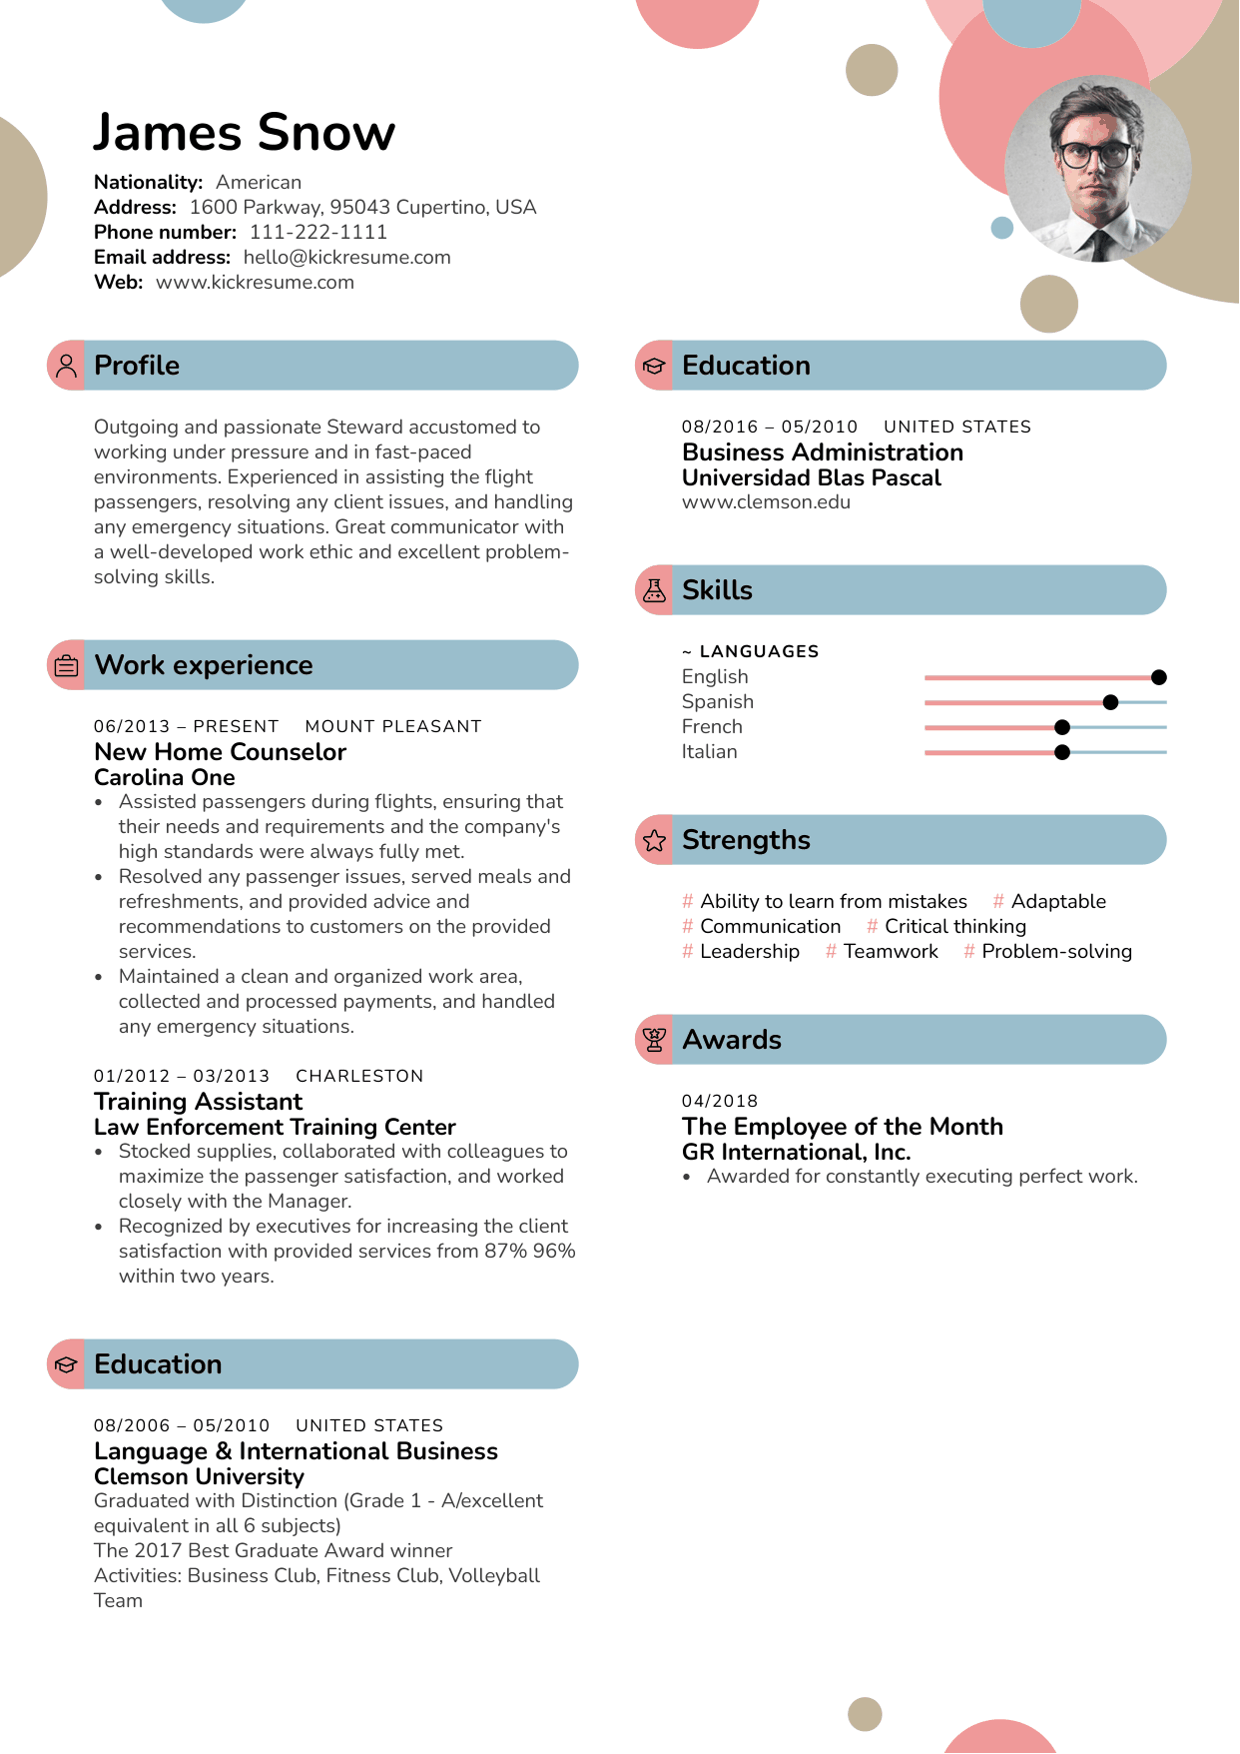 James Snow
Nationality: American
Address: 1600 Parkway, 95043 Cupertino, USA
Phone number: 111-222-1111
Email address: hello@kickresume.com
Web: www.kickresume.com
Profile
Outgoing and passionate Steward accustomed to
working under pressure and in fast-paced
environments. Experienced in assisting the flight
passengers, resolving any client issues, and handling
any emergency situations. Great communicator with
a well-developed work ethic and excellent problem-
solving skills.
Work experience
06/2013 – PRESENT MOUNT PLEASANT
New Home Counselor
Carolina One
• Assisted passengers during flights, ensuring that
their needs and requirements and the company's
high standards were always fully met.
• Resolved any passenger issues, served meals and
refreshments, and provided advice and
recommendations to customers on the provided
services.
• Maintained a clean and organized work area,
collected and processed payments, and handled
any emergency situations.
01/2012 – 03/2013 CHARLESTON
Training Assistant
Law Enforcement Training Center
• Stocked supplies, collaborated with colleagues to
maximize the passenger satisfaction, and worked
closely with the Manager.
• Recognized by executives for increasing the client
satisfaction with provided services from 87% 96%
within two years.
Education
08/2006 – 05/2010 UNITED STATES
Language & International Business
Clemson University
Graduated with Distinction (Grade 1 - A/excellent
equivalent in all 6 subjects)
The 2017 Best Graduate Award winner
Activities: Business Club, Fitness Club, Volleyball
Team
Education
08/2016 – 05/2010 UNITED STATES
Business Administration
Universidad Blas Pascal
www.clemson.edu
Skills
~ LANGUAGES
English
Spanish
French
Italian
Strengths
# Ability to learn from mistakes # Adaptable
# Communication # Critical thinking
# Leadership # Teamwork # Problem-solving
Awards
04/2018
The Employee of the Month
GR International, Inc.
• Awarded for constantly executing perfect work.